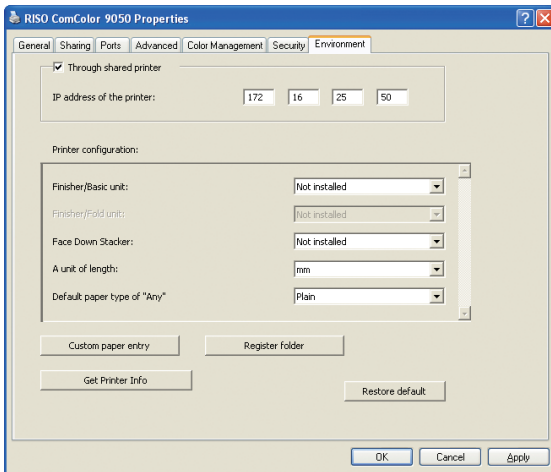 RISO ComColor 9050 Properties
General Sharing Ports Advanced Color Management Security Environment
Through shared printer
IP address of the printer: 172 16 25 50
Printer configuration:
Finisher/Basic unit: Not installed
Finisher/Fold unit: Not installed
Face Down Stacker: Not installed
A unit of length: mm
Default paper type of "Any" Plain
Custom paper entry Register folder
Get Printer Info
Restore default
OK Cancel Apply